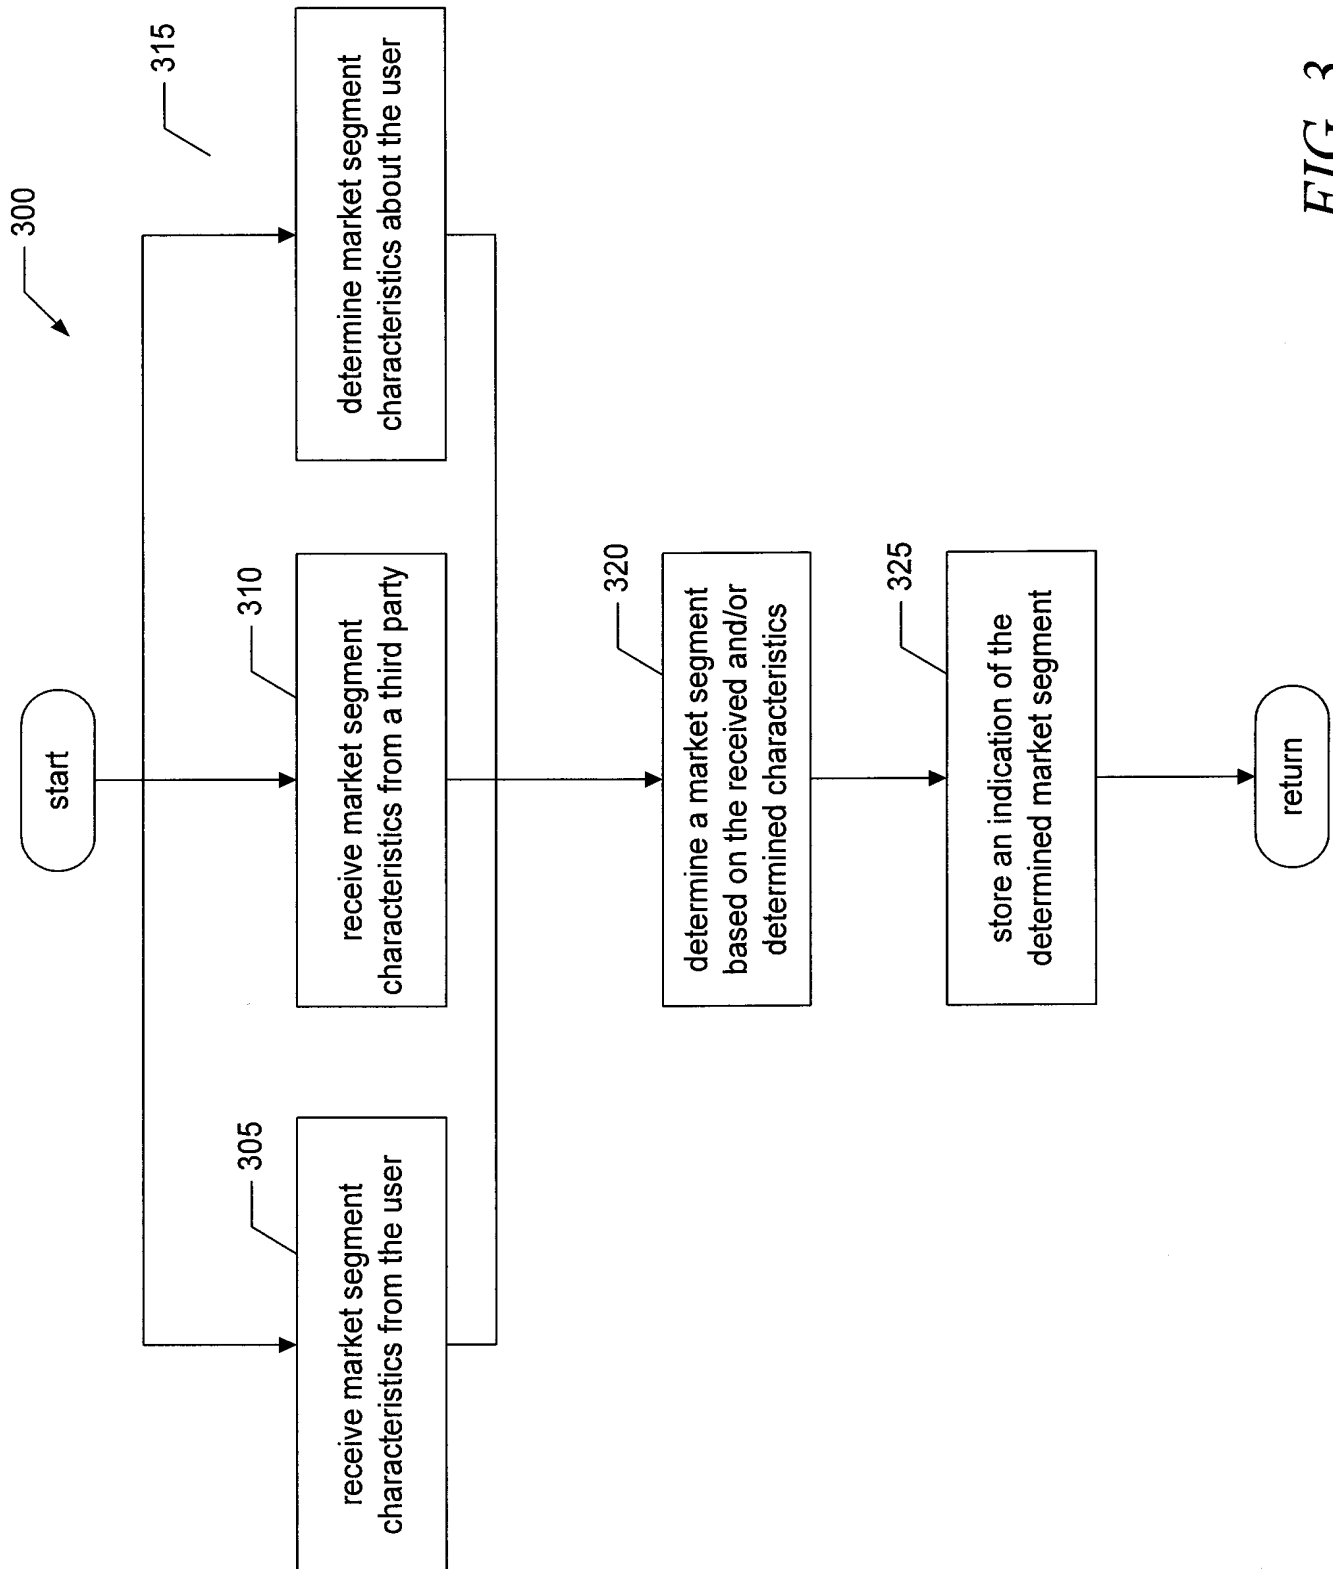 300
start
305
receive market segment
characteristics from the user
310
receive market segment
characteristics from a third party
315
determine market segment
characteristics about the user
320
determine a market segment
based on the received and/or
determined characteristics
325
store an indication of the
determined market segment
return
FIG. 3